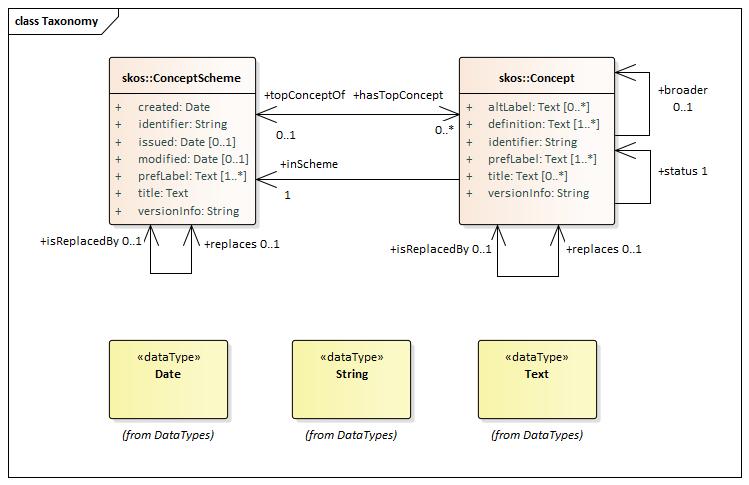 class Taxonomy
skos::ConceptScheme
+ created: Date
+ identifier: String
+ issued: Date [0..1]
+ modified: Date [0..1]
+ prefLabel: Text [1..*]
+ title: Text
+ versionInfo: String
+topConceptOf +hasTopConcept
0..1 0..*
+inScheme
1
skos::Concept
+ altLabel: Text [0..*]
+ definition: Text [1..*]
+ identifier: String
+ prefLabel: Text [1..*]
+ title: Text [0..*]
+ versionInfo: String
+broader
0..1
+status 1
+isReplacedBy 0..1 +replaces 0..1
+isReplacedBy 0..1 +replaces 0..1
«dataType»
Date
(from DataTypes)
«dataType»
String
(from DataTypes)
«dataType»
Text
(from DataTypes)